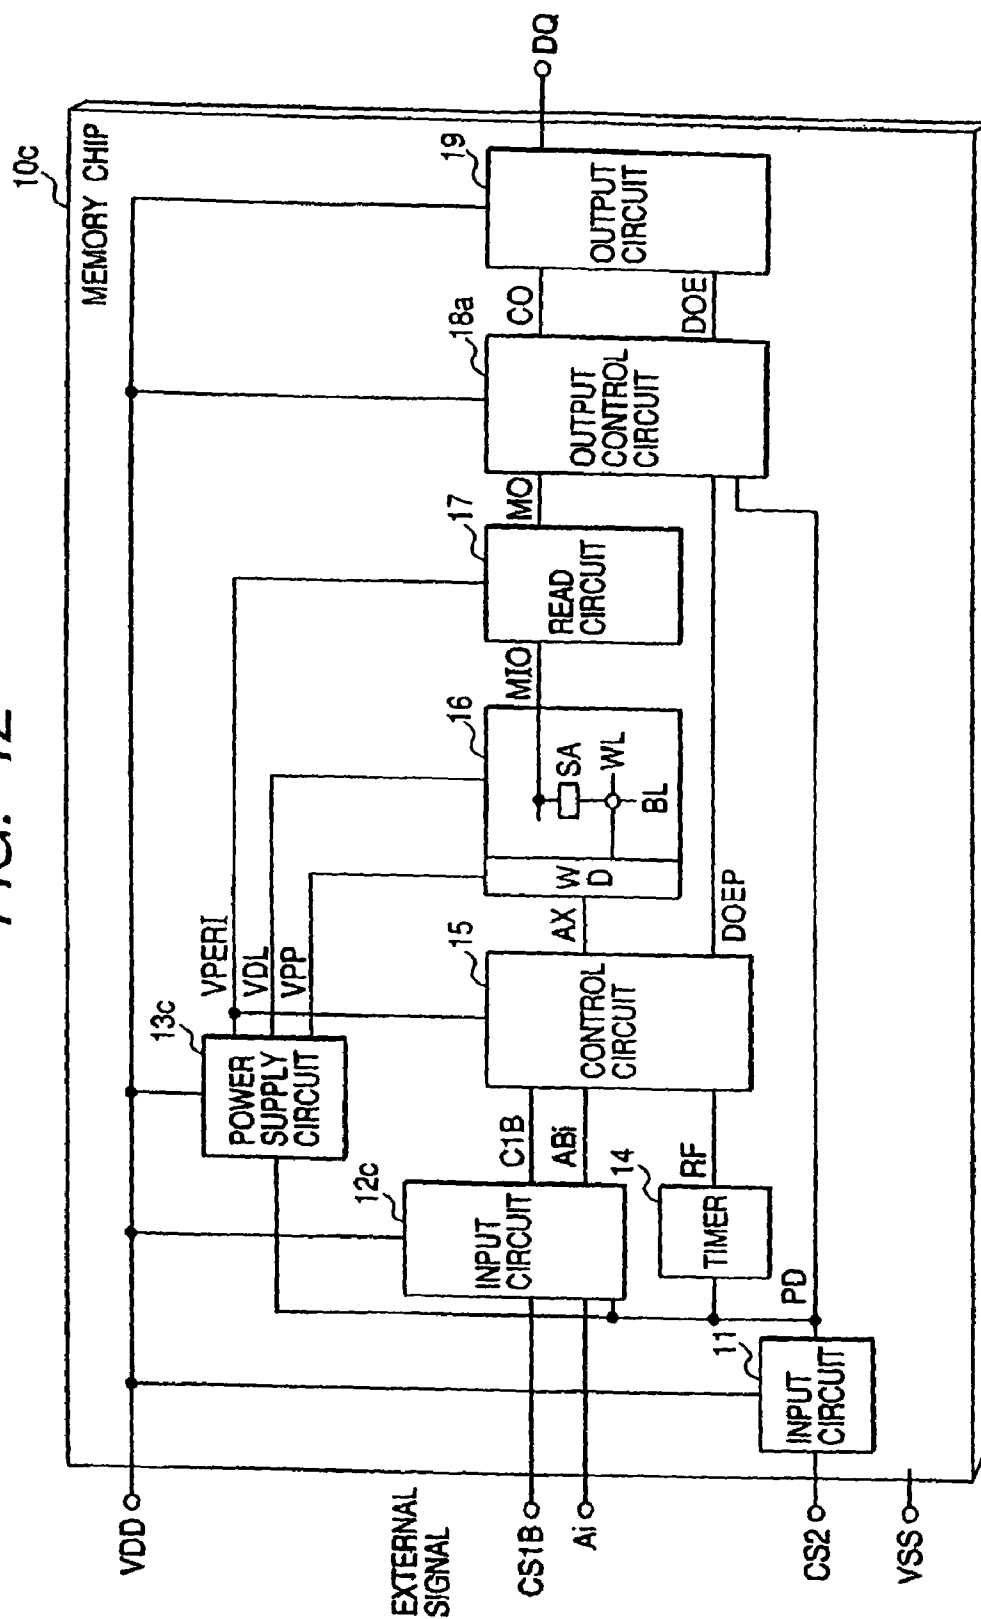 FIG. 12
10c
MEMORY CHIP
VDD
EXTERNAL
SIGNAL
CS1B
Ai
CS2
VSS
13c
POWER
SUPPLY
CIRCUIT
VPERI
VDL
VPP
12c
INPUT
CIRCUIT
C1B
ABi
14
TIMER
RF
11
INPUT
CIRCUIT
PD
15
CONTROL
CIRCUIT
AX
DOEP
16
W
D
SA
WL
BL
MIO
17
READ
CIRCUIT
MO
18a
OUTPUT
CONTROL
CIRCUIT
CO
DOE
19
OUTPUT
CIRCUIT
DQ